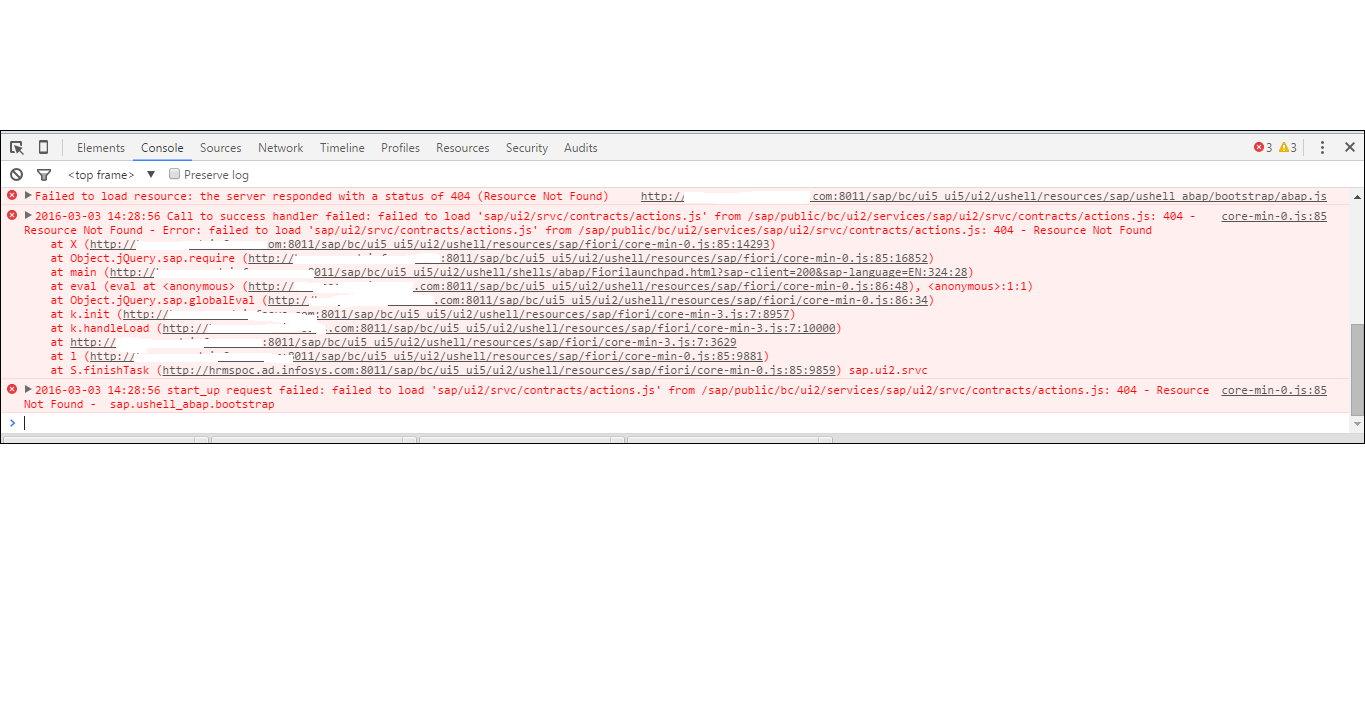 Elements Console Sources Network Timeline Profiles Resources Security Audits 3 3
<top frame> Preserve log
Failed to load resource: the server responded with a status of 404 (Resource Not Found) http:// .com:8011/sap/bc/ui5_ui5/ui2/ushell/resources/sap/ushell_abap/bootstrap/abap.js
2016-03-03 14:28:56 Call to success handler failed: failed to load 'sap/ui2/srvc/contracts/actions.js' from /sap/public/bc/ui2/services/sap/ui2/srvc/contracts/actions.js: 404 - core-min-0.js:85
Resource Not Found - Error: failed to load 'sap/ui2/srvc/contracts/actions.js' from /sap/public/bc/ui2/services/sap/ui2/srvc/contracts/actions.js: 404 - Resource Not Found
at X (http:// om:8011/sap/bc/ui5_ui5/ui2/ushell/resources/sap/fiori/core-min-0.js:85:14293)
at Object.jQuery.sap.require (http:// :8011/sap/bc/ui5_ui5/ui2/ushell/resources/sap/fiori/core-min-0.js:85:16852)
at main (http:// 8011/sap/bc/ui5_ui5/ui2/ushell/shells/abap/Fiorilaunchpad.html?sap-client=200&sap-language=EN:324:28)
at eval (eval at <anonymous> (http:// .com:8011/sap/bc/ui5_ui5/ui2/ushell/resources/sap/fiori/core-min-0.js:86:48), <anonymous>:1:1)
at Object.jQuery.sap.globalEval (http:/ .com:8011/sap/bc/ui5_ui5/ui2/ushell/resources/sap/fiori/core-min-0.js:86:34)
at k.init (http:// :8011/sap/bc/ui5_ui5/ui2/ushell/resources/sap/fiori/core-min-3.js:7:8957)
at k.handleLoad (http:// .com:8011/sap/bc/ui5_ui5/ui2/ushell/resources/sap/fiori/core-min-3.js:7:10000)
at http:// :8011/sap/bc/ui5_ui5/ui2/ushell/resources/sap/fiori/core-min-3.js:7:3629
at l (http:// :8011/sap/bc/ui5_ui5/ui2/ushell/resources/sap/fiori/core-min-0.js:85:9881)
at S.finishTask (http://hrmspoc.ad.infosys.com:8011/sap/bc/ui5_ui5/ui2/ushell/resources/sap/fiori/core-min-0.js:85:9859) sap.ui2.srvc
2016-03-03 14:28:56 start_up request failed: failed to load 'sap/ui2/srvc/contracts/actions.js' from /sap/public/bc/ui2/services/sap/ui2/srvc/contracts/actions.js: 404 - Resource core-min-0.js:85
Not Found - sap.ushell_abap.bootstrap